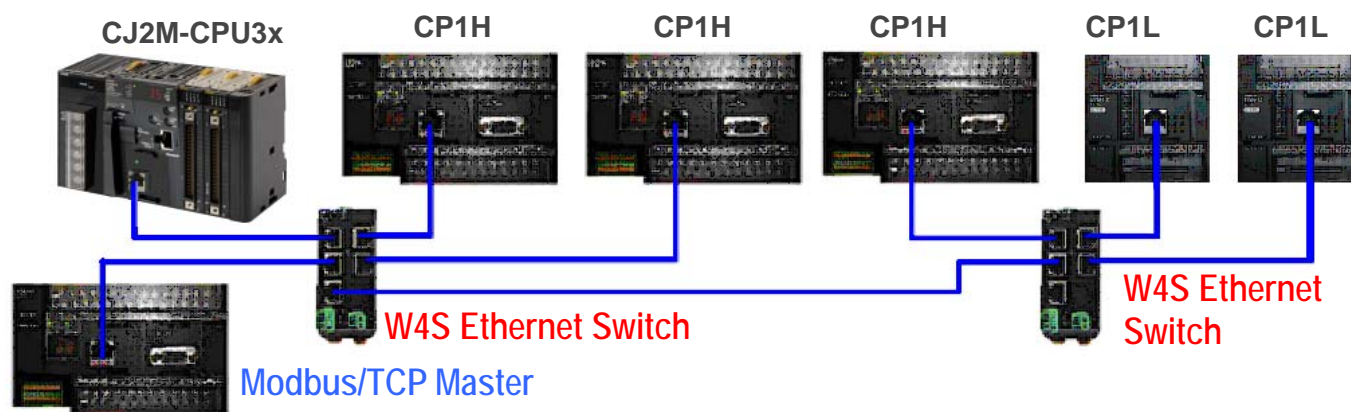 CJ2M-CPU3x
CP1H
CP1H
CP1H
CP1L
CP1L
W4S Ethernet Switch
W4S Ethernet
Switch
Modbus/TCP Master